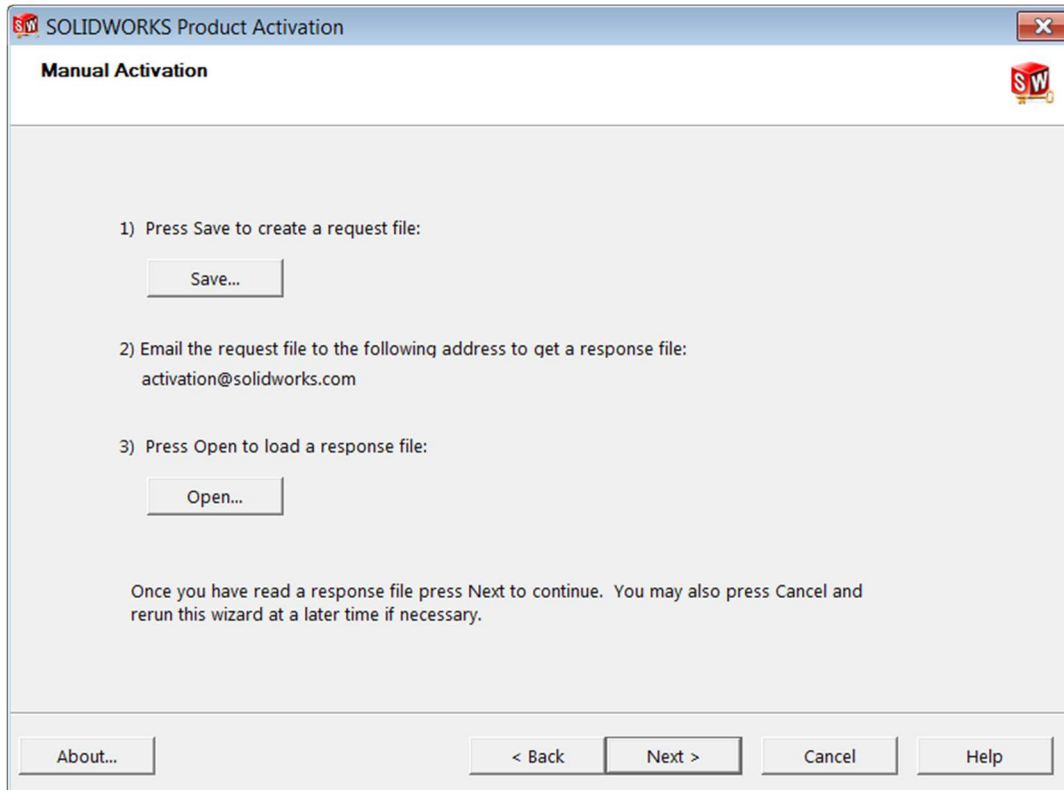 SW SOLIDWORKS Product Activation
Manual Activation
SW
1) Press Save to create a request file:
Save...
2) Email the request file to the following address to get a response file:
activation@solidworks.com
3) Press Open to load a response file:
Open...
Once you have read a response file press Next to continue. You may also press Cancel and
rerun this wizard at a later time if necessary.
About... < Back Next > Cancel Help